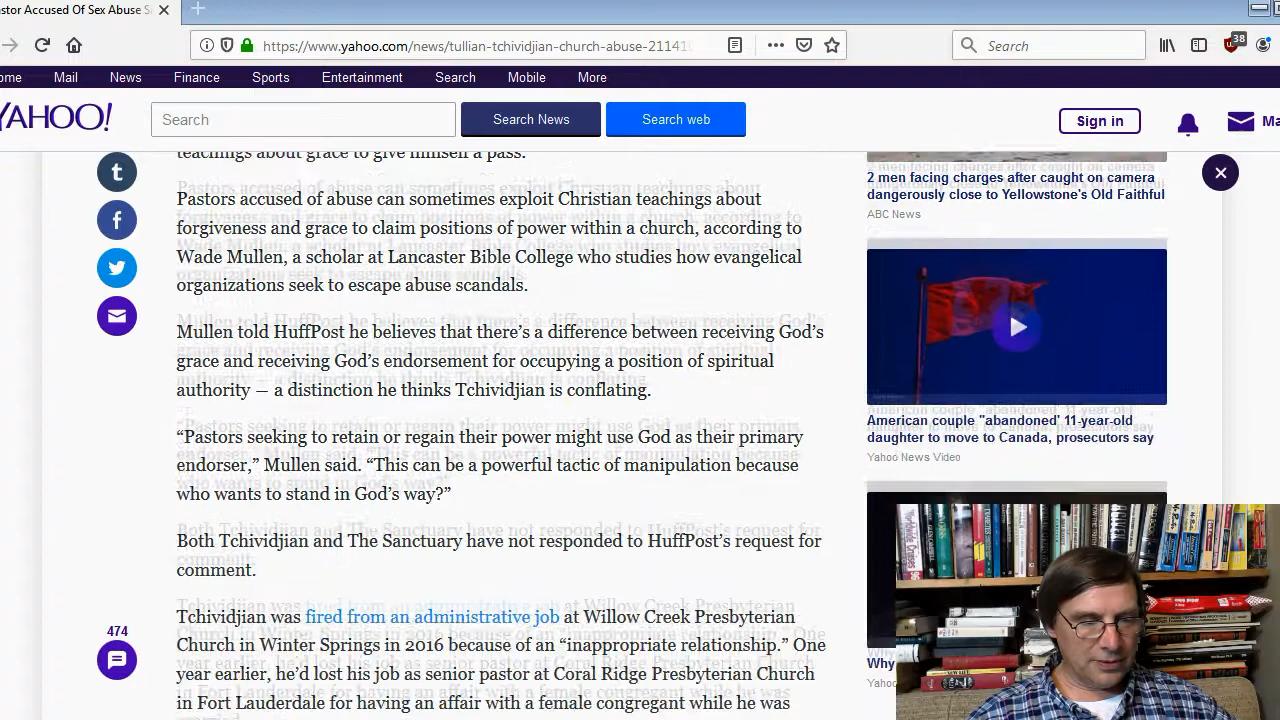 astor Accused Of Sex Abuse S
https://www.yahoo.com/news/tullian-tchividjian-church-abuse-21141
Search
38
ome Mail News Finance Sports Entertainment Search Mobile More
YAHOO!
Search
Search News
Search web
Sign in
Ma
teachings about grace to give himself a pass.
Pastors accused of abuse can sometimes exploit Christian teachings about
forgiveness and grace to claim positions of power within a church, according to
Wade Mullen, a scholar at Lancaster Bible College who studies how evangelical
organizations seek to escape abuse scandals.
Mullen told HuffPost he believes that there’s a difference between receiving God’s
grace and receiving God’s endorsement for occupying a position of spiritual
authority — a distinction he thinks Tchividjian is conflating.
“Pastors seeking to retain or regain their power might use God as their primary
endorser,” Mullen said. “This can be a powerful tactic of manipulation because
who wants to stand in God’s way?”
Both Tchividjian and The Sanctuary have not responded to HuffPost’s request for
comment.
Tchividjian was fired from an administrative job at Willow Creek Presbyterian
Church in Winter Springs in 2016 because of an “inappropriate relationship.” One
year earlier, he’d lost his job as senior pastor at Coral Ridge Presbyterian Church
in Fort Lauderdale for having an affair with a female congregant while he was
474
2 men facing charges after caught on camera
dangerously close to Yellowstone's Old Faithful
ABC News
American couple "abandoned' 11-year-old
daughter to move to Canada, prosecutors say
Yahoo News Video
Why
Yahoo